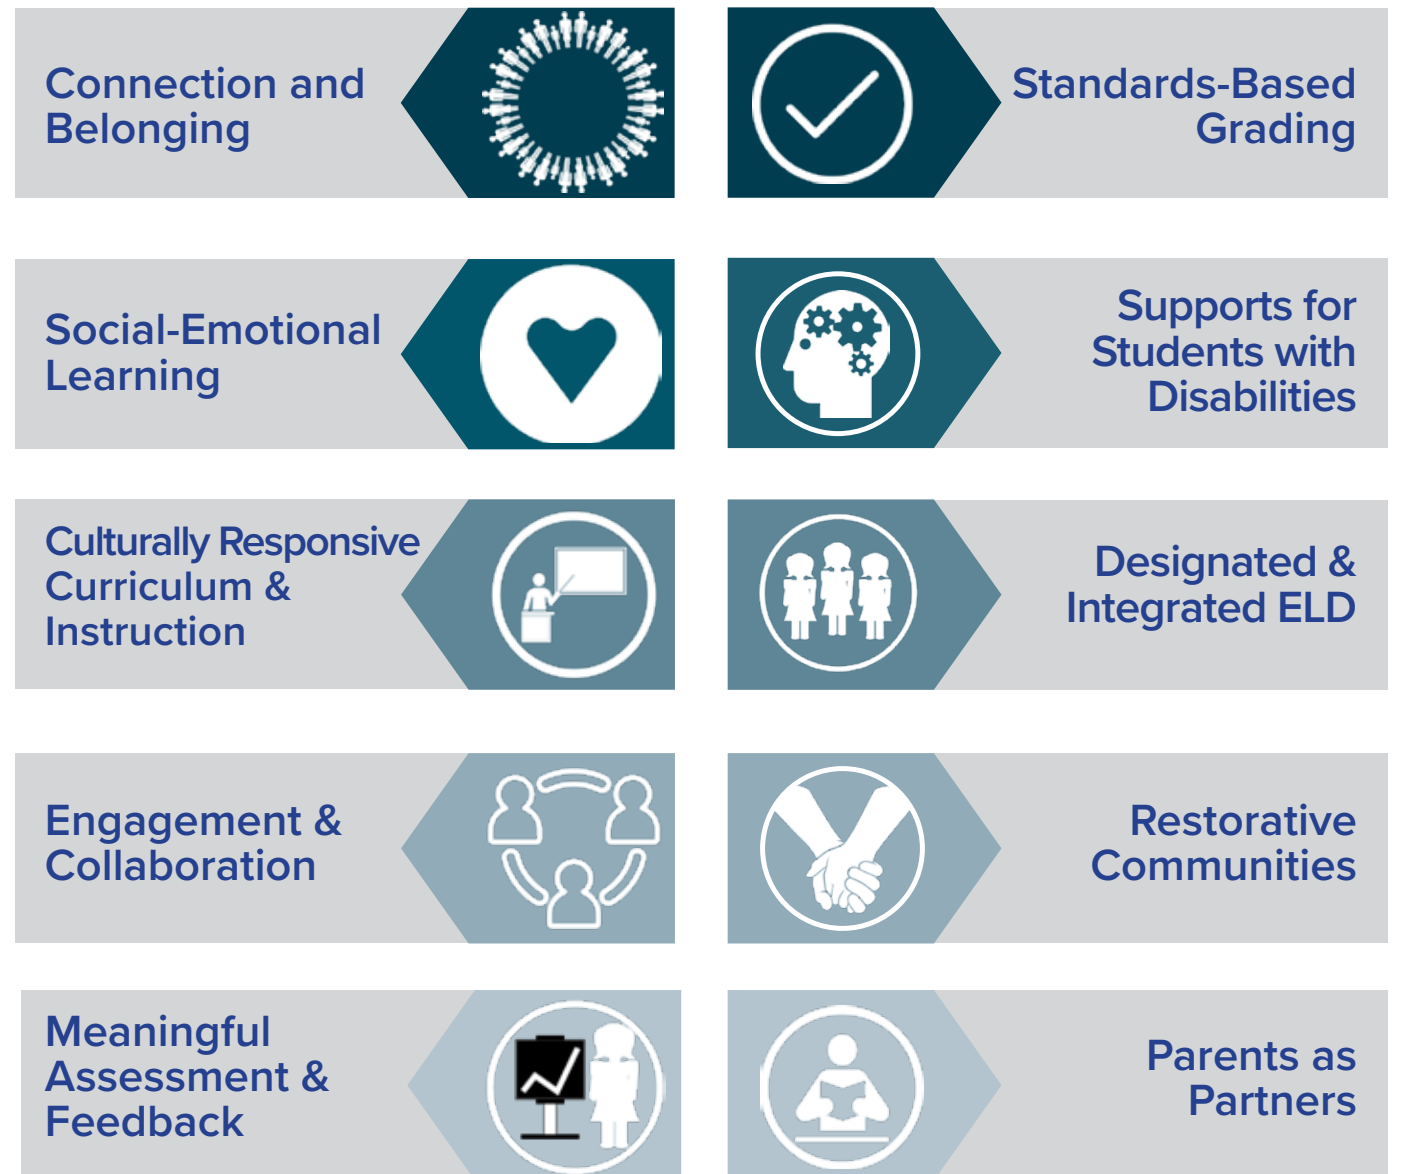 Connection and
Belonging
Standards-Based
Grading
Social-Emotional
Learning
Supports for
Students with
Disabilities
Culturally Responsive
Curriculum &
Instruction
Designated &
Integrated ELD
Engagement &
Collaboration
Restorative
Communities
Meaningful
Assessment &
Feedback
Parents as
Partners